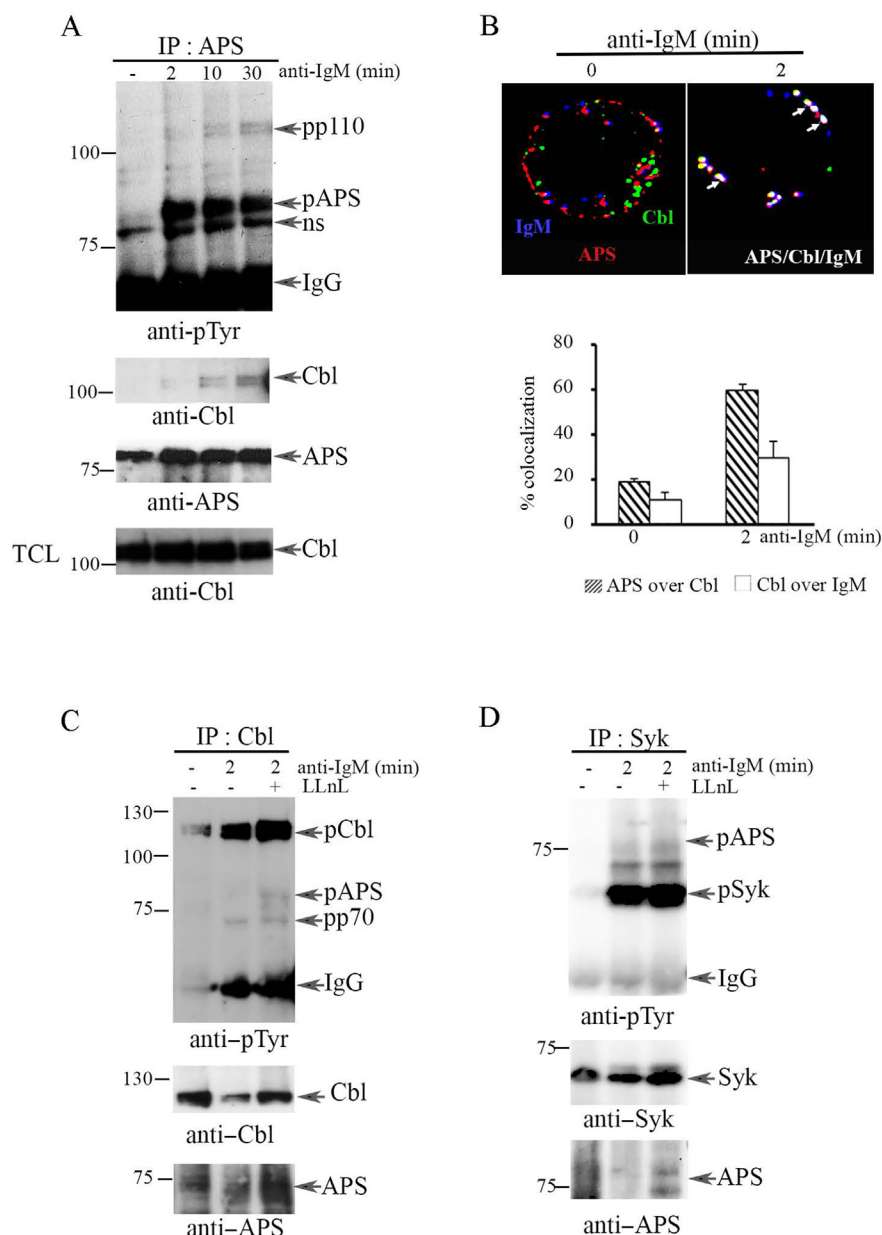 A
IP : APS
- 2 10 30 anti-IgM (min)
pp110
100
pAPS
ns
75
IgG
anti-pTyr
Cbl
100
anti-Cbl
APS
75
anti-APS
TCL
Cbl
100
anti-Cbl
B
anti-IgM (min)
0 2
IgM
Cbl
APS
APS/Cbl/IgM
% colocalization
80
60
40
20
0
0 2 anti-IgM (min)
APS over Cbl Cbl over IgM
C
IP : Cbl
- 2 2 anti-IgM (min)
- - + LLnL
130
pCbl
100
pAPS
75
pp70
IgG
anti–pTyr
130
Cbl
anti–Cbl
75
APS
anti–APS
D
IP : Syk
- 2 2 anti-IgM (min)
- - + LLnL
pAPS
75
pSyk
IgG
anti-pTyr
75
Syk
anti–Syk
APS
75
anti–APS